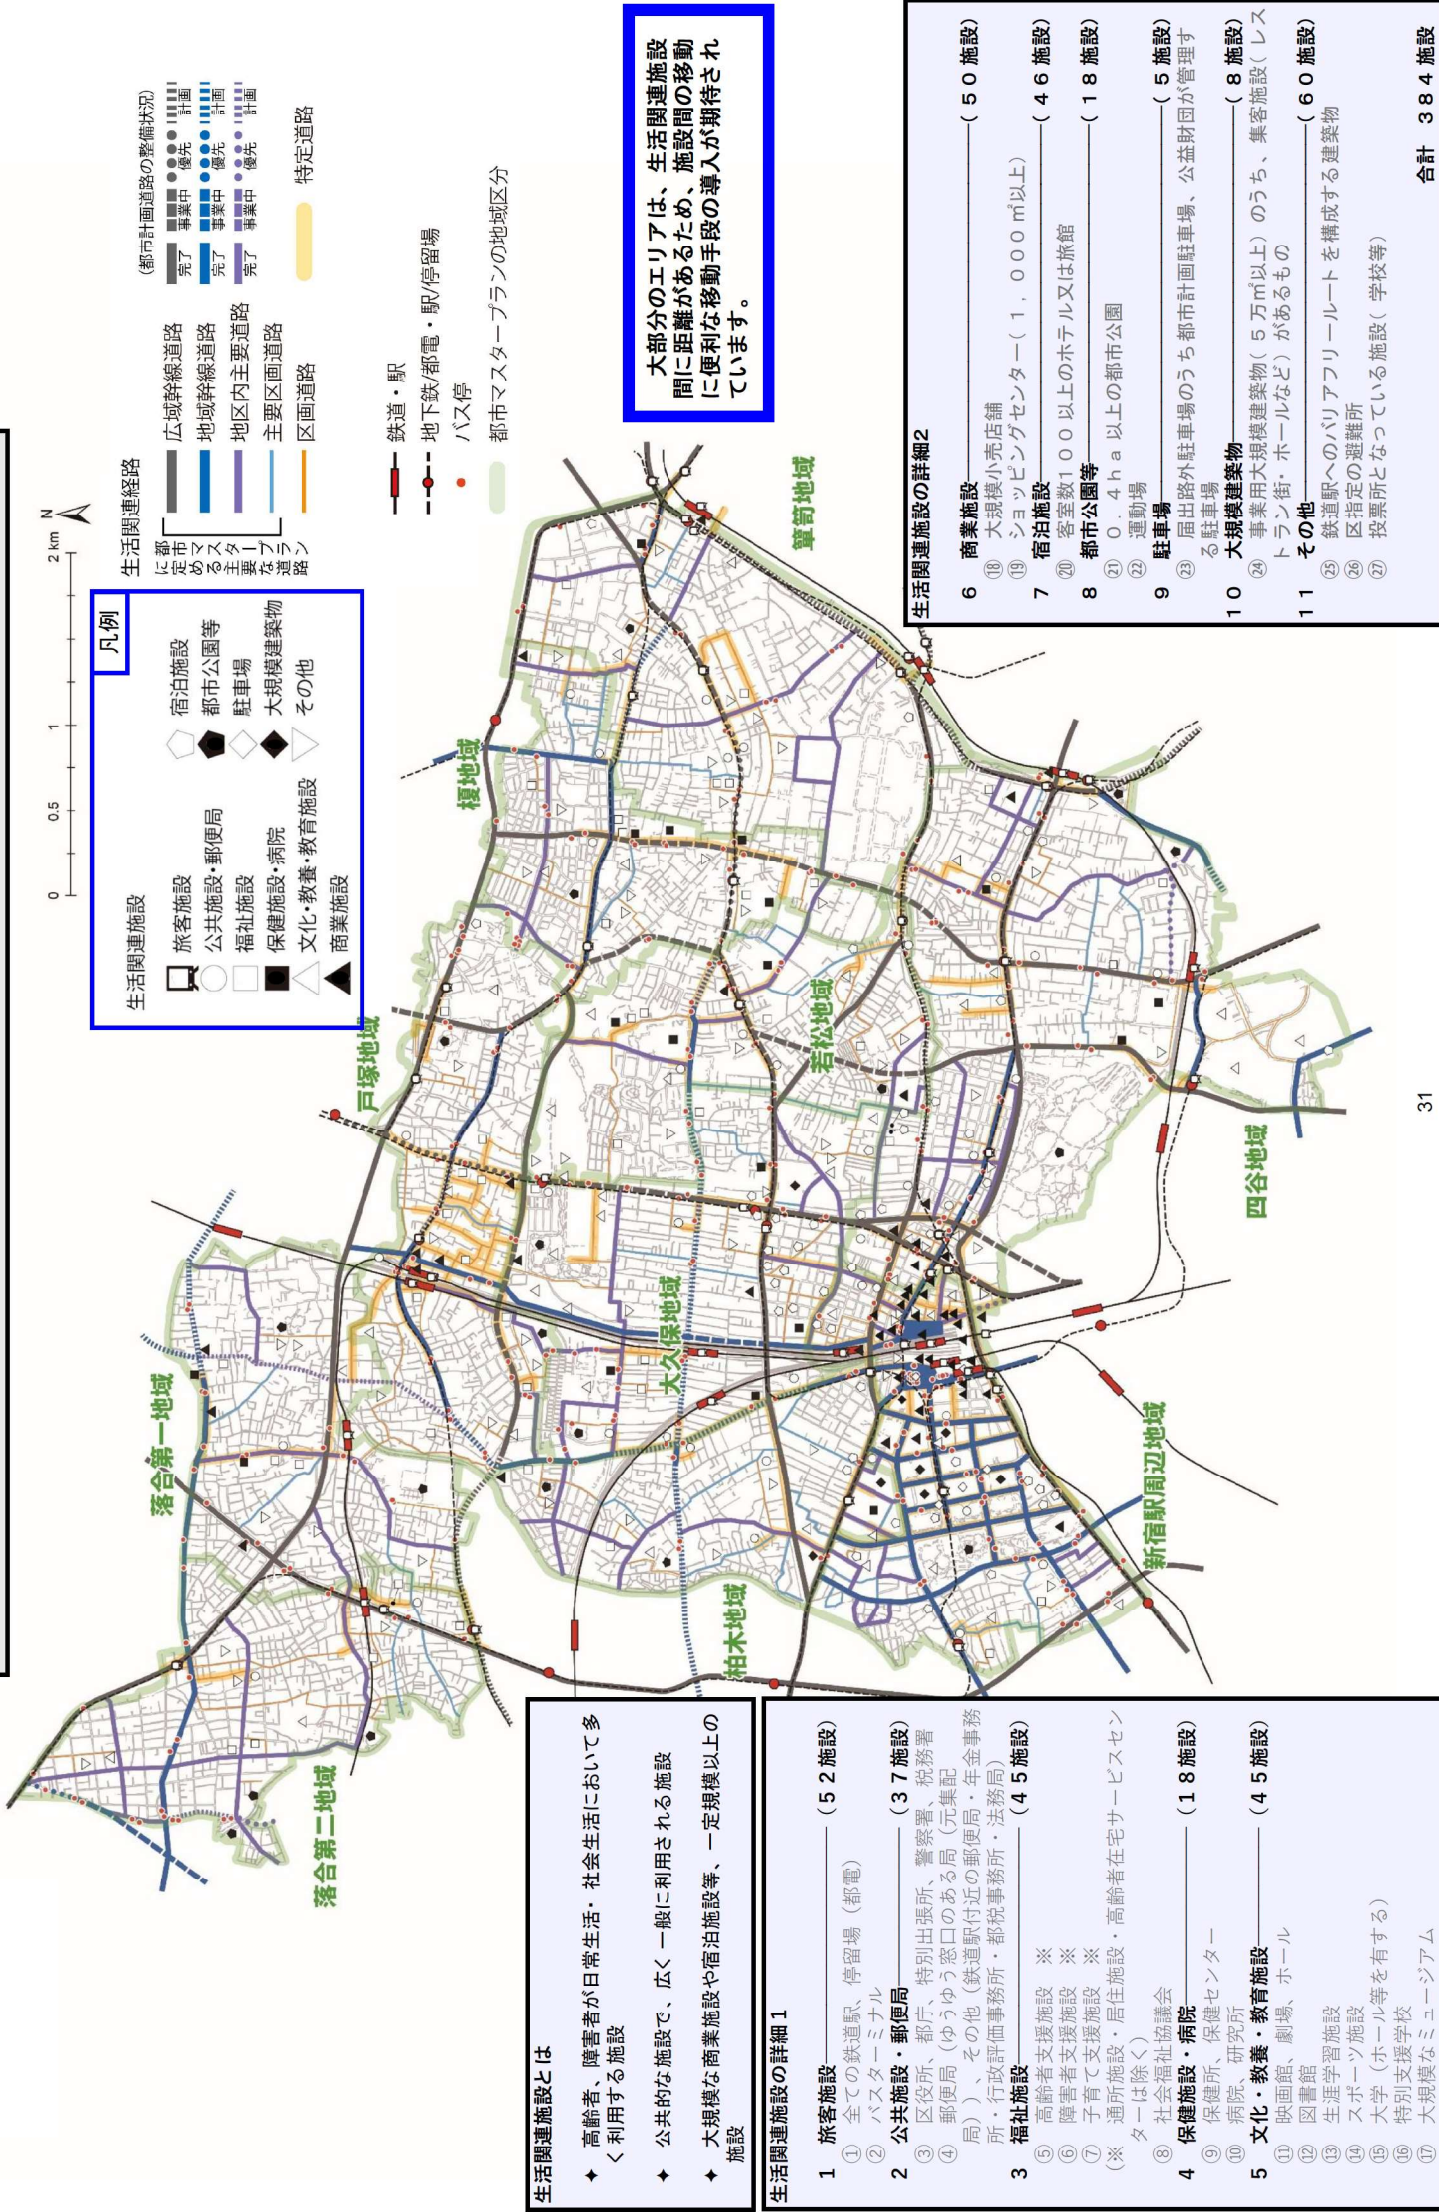 生活関連施設とは
✦ 高齢者、障害者が日常生活・社会生活において多
く利用する施設
✦ 公共的な施設で、広く一般に利用される施設
✦ 大規模な商業施設や宿泊施設等、一定規模以上の
施設
生活関連施設の詳細1
1 旅客施設――（52施設）
① 全ての鉄道駅、停留場（都電）
② バスターミナル
2 公共施設・郵便局――（37施設）
③ 区役所、都庁、特別出張所、警察署、税務署
④ 郵便局（ゆうゆう窓口のある局（元集配
局））、その他（鉄道駅付近の郵便局・年金事務
所・行政評価事務所・都税事務所・法務局）
3 福祉施設――（45施設）
⑤ 高齢者支援施設 ※
⑥ 障害者支援施設 ※
⑦ 子育て支援施設 ※
（※ 通所施設・居住施設・高齢者在宅サービスセン
ターは除く）
⑧ 社会福祉協議会
4 保健施設・病院――（18施設）
⑨ 保健所、保健センター
⑩ 病院、研究所
5 文化・教養・教育施設――（45施設）
⑪ 映画館、劇場、ホール
⑫ 図書館
⑬ 生涯学習施設
⑭ スポーツ施設
⑮ 大学（ホール等を有する）
⑯ 特別支援学校
⑰ 大規模なミュージアム
落合第二地域
落合第一地域
戸塚地域
榎地域
簞笥地域
大久保地域
若松地域
柏木地域
新宿駅周辺地域
四谷地域
0 0.5 1 2 km
N
凡例
生活関連施設
旅客施設
公共施設・郵便局
福祉施設
保健施設・病院
文化・教養・教育施設
商業施設
宿泊施設
都市公園等
駐車場
大規模建築物
その他
生活関連経路
都市マスタープラン
に定める主要な道路
広域幹線道路
地域幹線道路
地区内主要道路
主要区画道路
区画道路
（都市計画道路の整備状況）
完了 事業中 優先 計画
完了 事業中 優先 計画
完了 事業中 優先 計画
特定道路
鉄道・駅
地下鉄/都電・駅/停留場
バス停
都市マスタープランの地域区分
大部分のエリアは、生活関連施設
間に距離があるため、施設間の移動
に便利な移動手段の導入が期待され
ています。
生活関連施設の詳細2
6 商業施設――（50施設）
⑱ 大規模小売店舗
⑲ ショッピングセンター（1，000㎡以上）
7 宿泊施設――（46施設）
⑳ 客室数100以上のホテル又は旅館
8 都市公園等――（18施設）
㉑ 0．4ha以上の都市公園
㉒ 運動場
9 駐車場――（5施設）
㉓ 届出路外駐車場のうち都市計画駐車場、公益財団が管理す
る駐車場
10 大規模建築物――（8施設）
㉔ 事業用大規模建築物（5万㎡以上）のうち、集客施設（レス
トラン街・ホールなど）があるもの
11 その他――（60施設）
㉕ 鉄道駅へのバリアフリールートを構成する建築物
㉖ 区指定の避難所
㉗ 投票所となっている施設（学校等）
合計 384施設
31